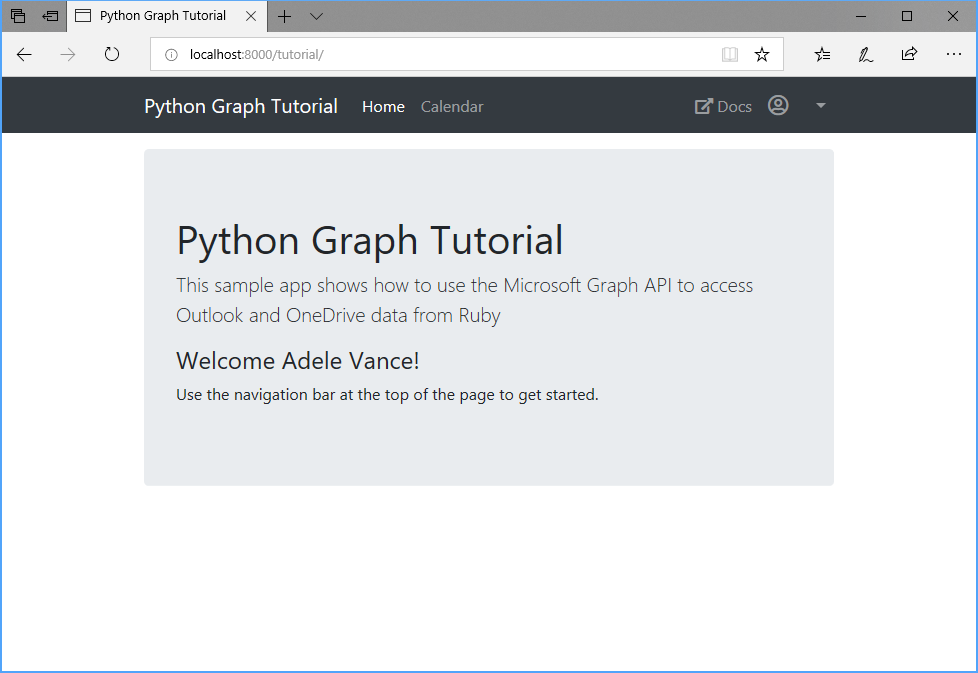 Python Graph Tutorial
localhost:8000/tutorial/
Python Graph Tutorial Home Calendar Docs
Python Graph Tutorial
This sample app shows how to use the Microsoft Graph API to access
Outlook and OneDrive data from Ruby
Welcome Adele Vance!
Use the navigation bar at the top of the page to get started.